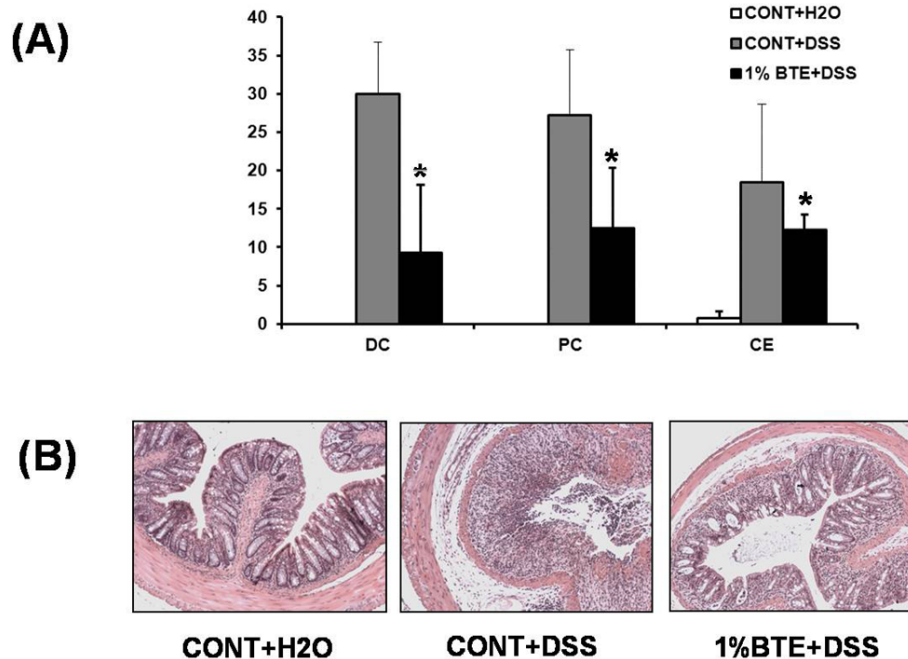 (A)
CONT+H2O
CONT+DSS
1% BTE+DSS
40
35
30
25
20
15
10
5
0
*
*
*
DC
PC
CE
(B)
CONT+H2O
CONT+DSS
1%BTE+DSS